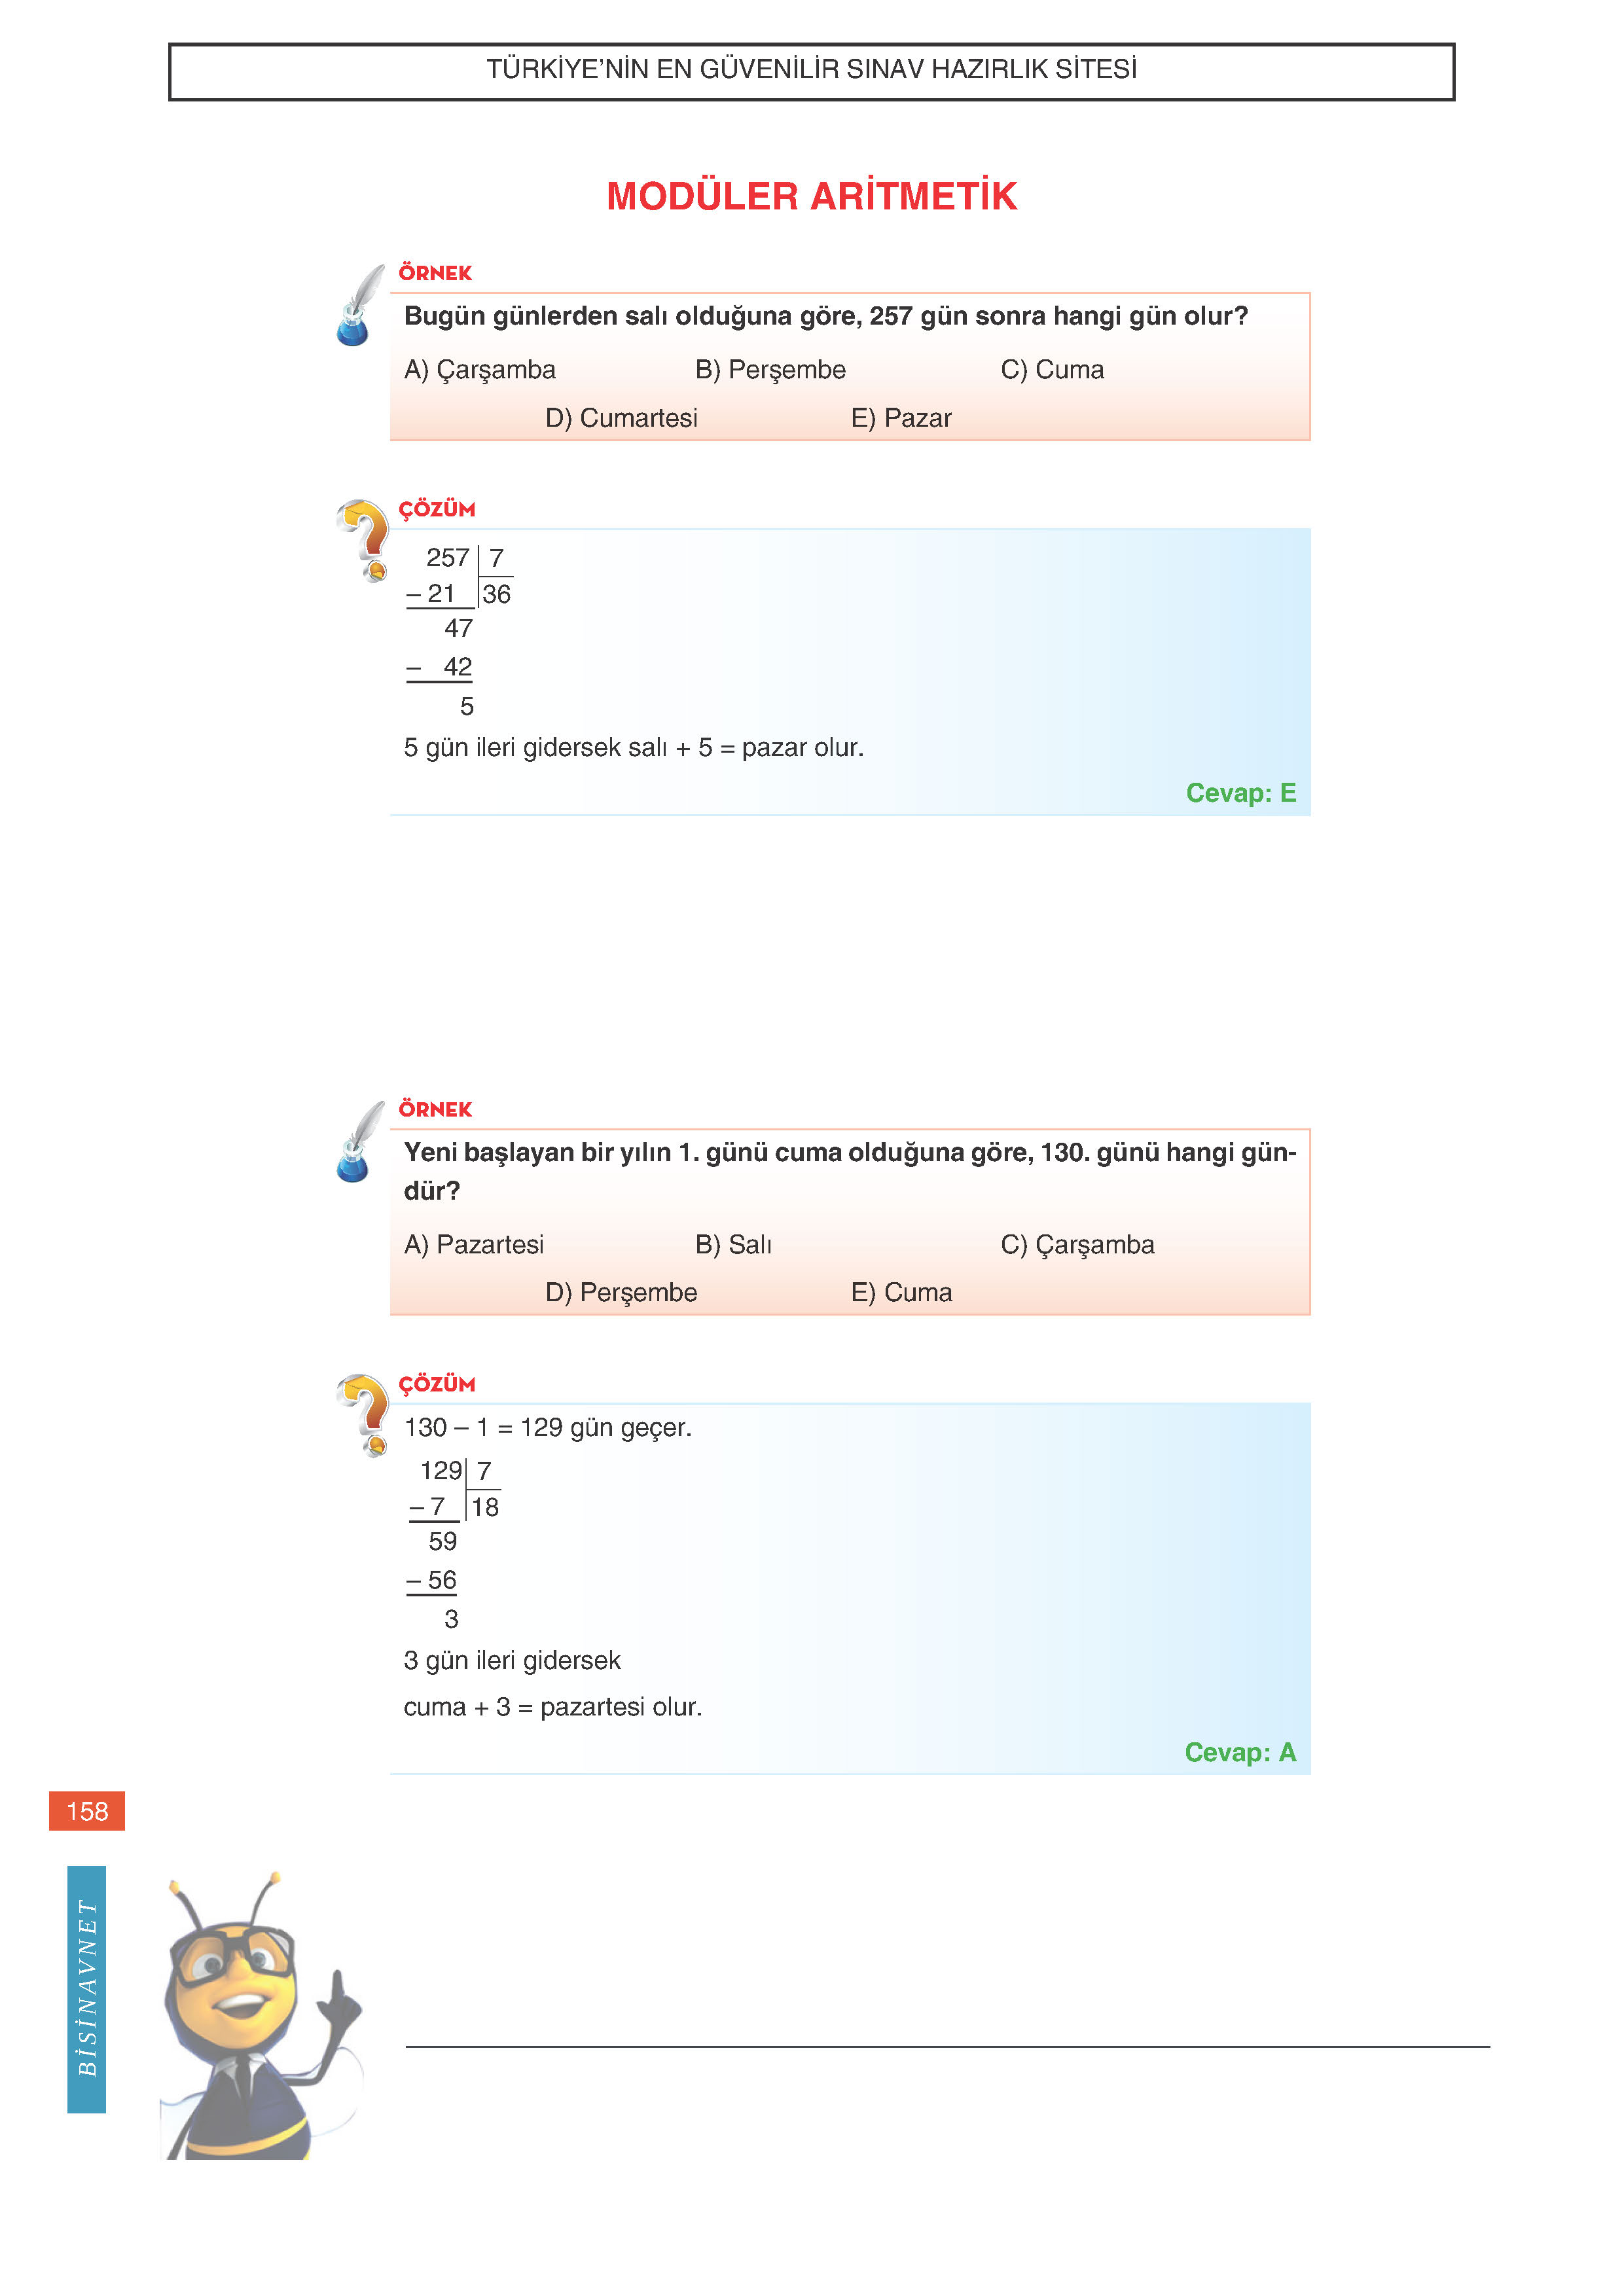 TÜRKİYE’NİN EN GÜVENİLİR SINAV HAZIRLIK SİTESİ
MODÜLER ARİTMETİK
ÖRNEK
Bugün günlerden salı olduğuna göre, 257 gün sonra hangi gün olur?
A) Çarşamba B) Perşembe C) Cuma
D) Cumartesi E) Pazar
ÇÖZÜM
257 7
– 21 36
47
– 42
5
5 gün ileri gidersek salı + 5 = pazar olur.
Cevap: E
ÖRNEK
Yeni başlayan bir yılın 1. günü cuma olduğuna göre, 130. günü hangi gün-
dür?
A) Pazartesi B) Salı C) Çarşamba
D) Perşembe E) Cuma
ÇÖZÜM
130 – 1 = 129 gün geçer.
129 7
– 7 18
59
– 56
3
3 gün ileri gidersek
cuma + 3 = pazartesi olur.
Cevap: A
158
BİSİNAVNET